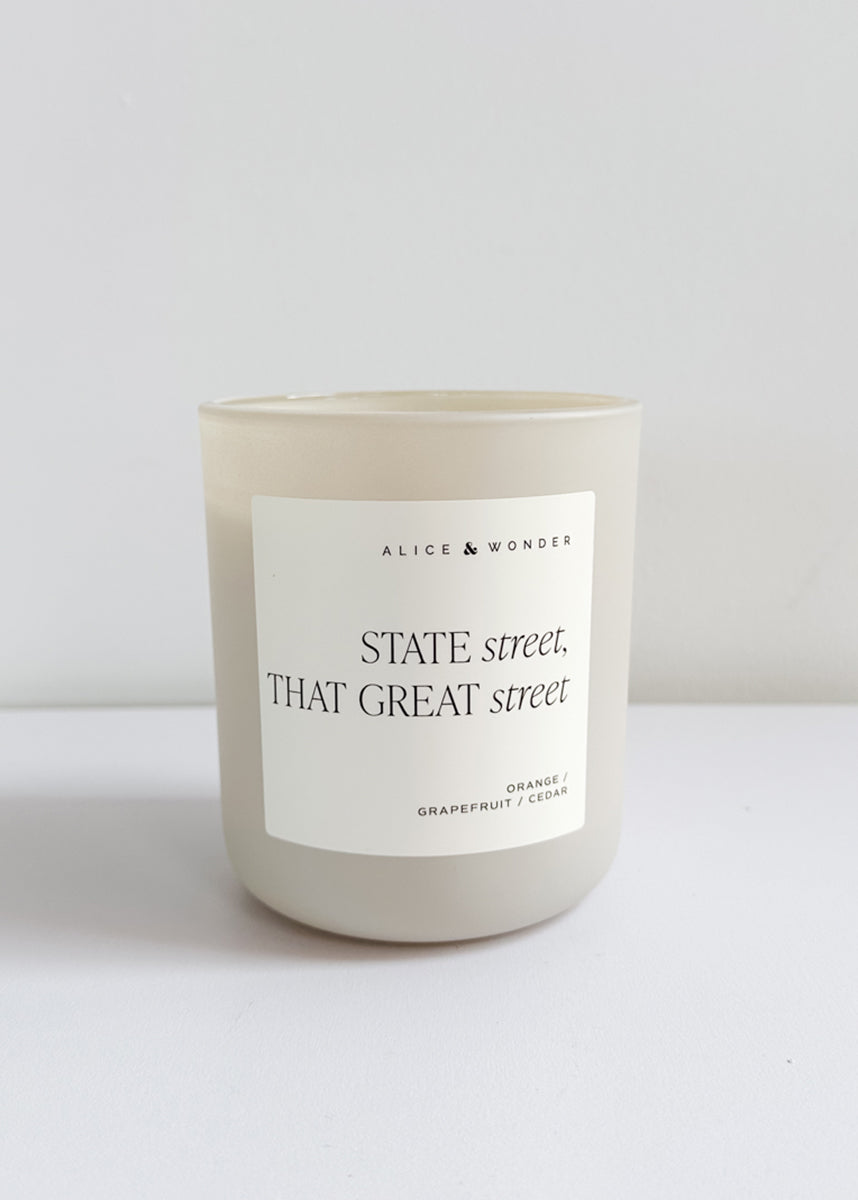 ALICE & WONDER
STATE street,
THAT GREAT street
ORANGE /
GRAPEFRUIT / CEDAR